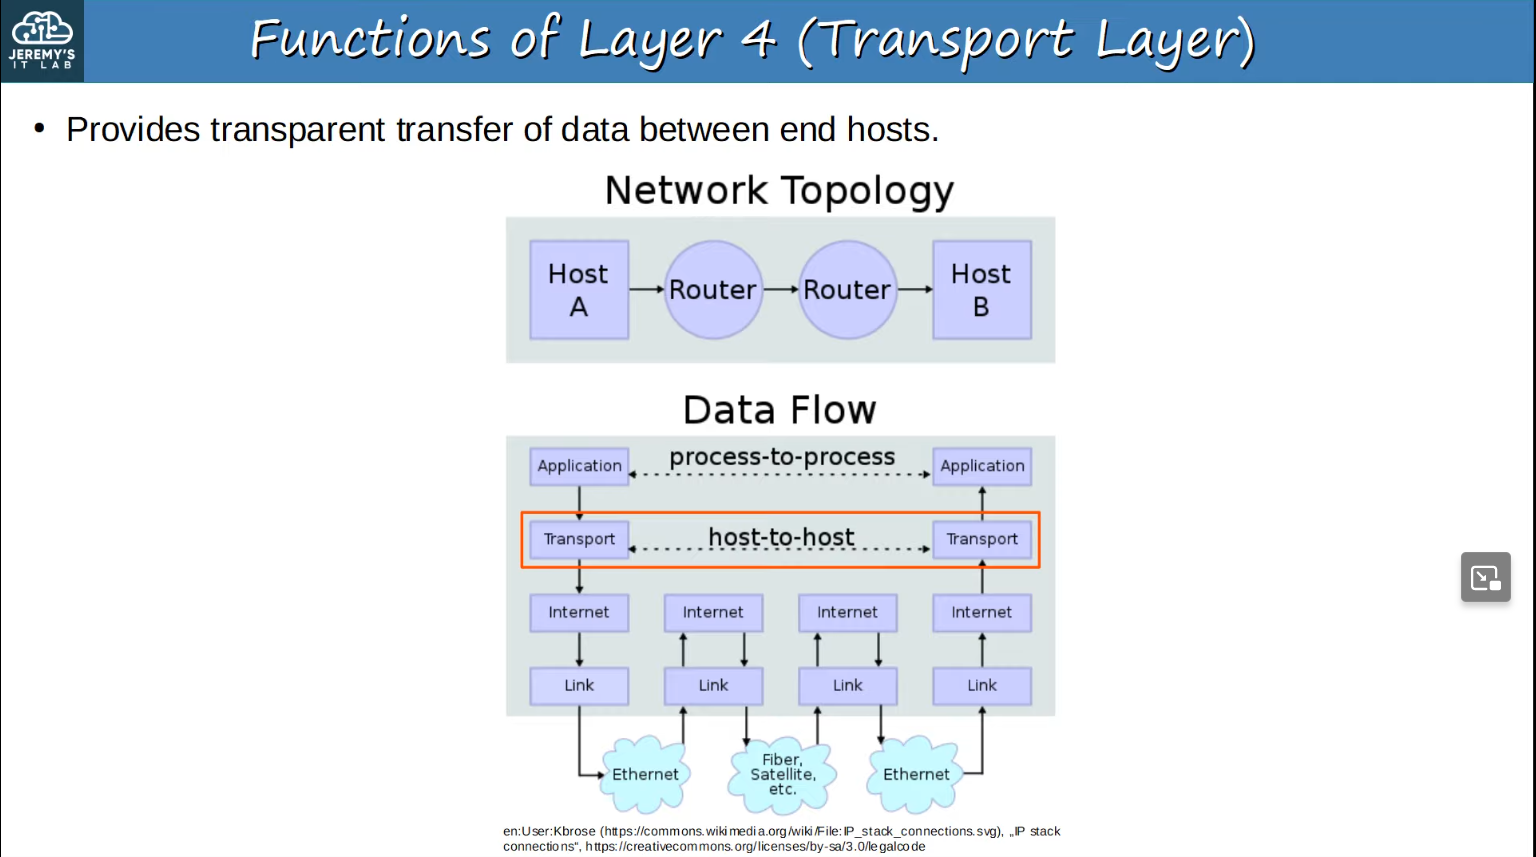 JEREMY'S
IT LAB
Functions of Layer 4 (Transport Layer)
• Provides transparent transfer of data between end hosts.
Network Topology
Host A
Router
Router
Host B
Data Flow
Application
process-to-process
Application
Transport
host-to-host
Transport
Internet
Internet
Internet
Internet
Link
Link
Link
Link
Ethernet
Fiber,
Satellite,
etc.
Ethernet
en:User:Kbrose (https://commons.wikimedia.org/wiki/File:IP_stack_connections.svg), „IP stack
connections“, https://creativecommons.org/licenses/by-sa/3.0/legalcode